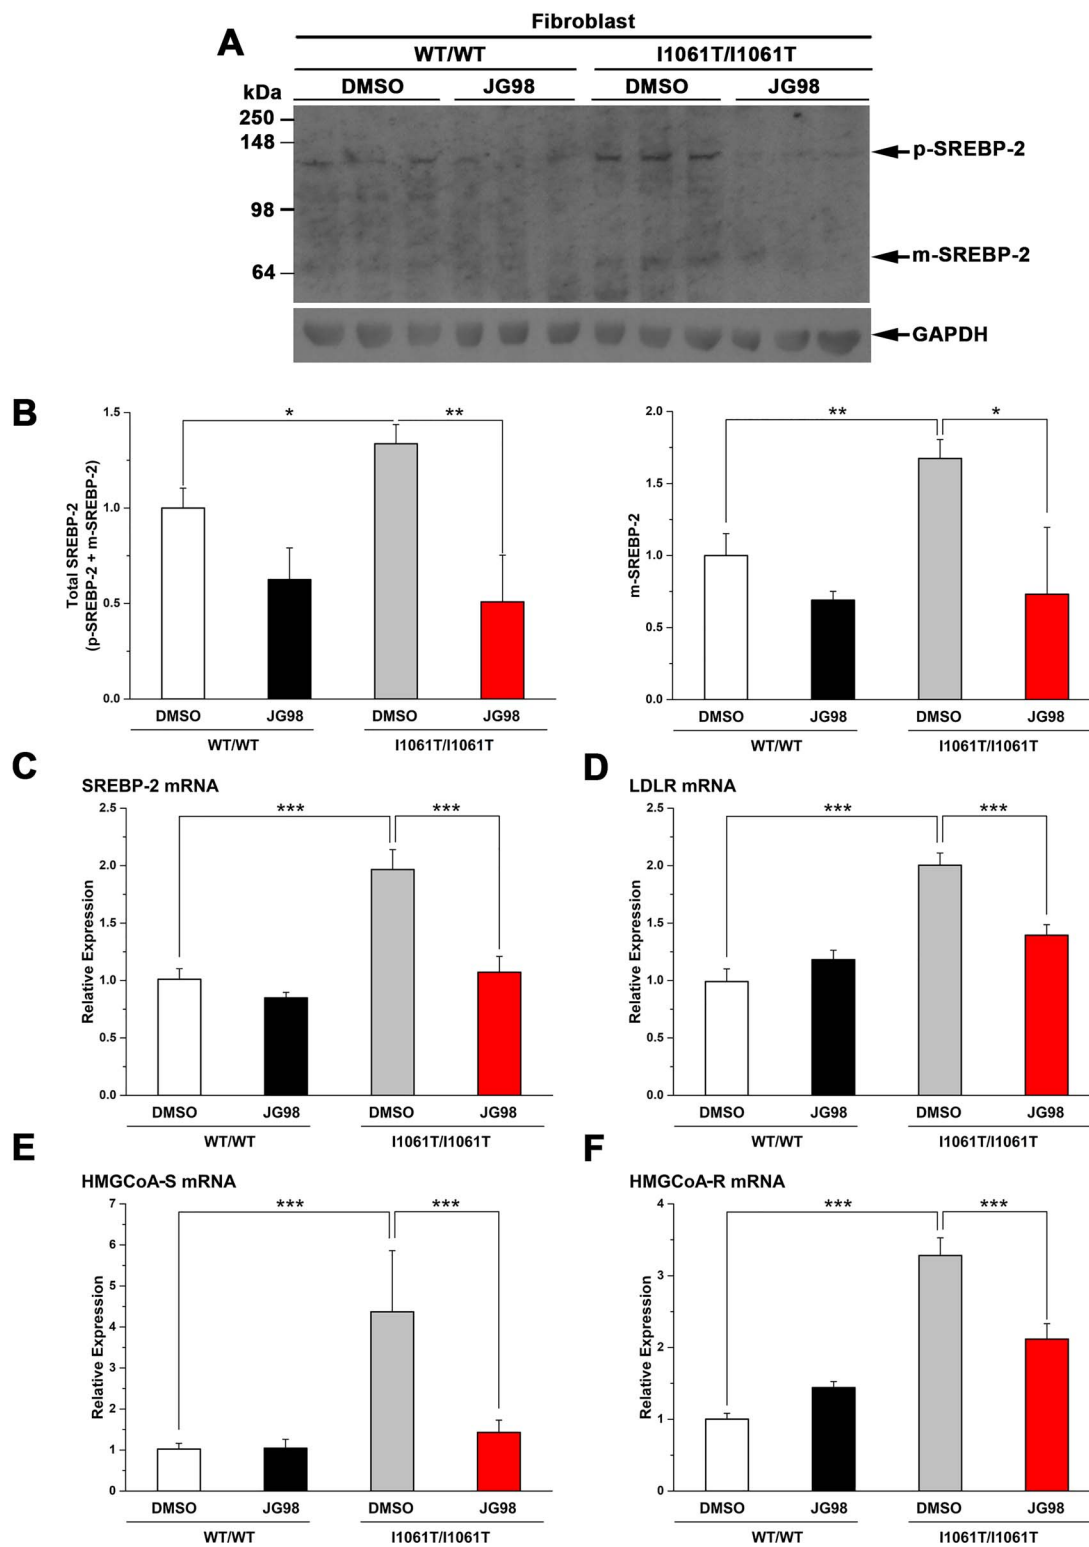 A
Fibroblast
WT/WT I1061T/I1061T
kDa DMSO JG98 DMSO JG98
250
148
p-SREBP-2
98
m-SREBP-2
64
GAPDH
B
Total SREBP-2
(p-SREBP-2 + m-SREBP-2)
1.5
1.0
0.5
0.0
* **
DMSO JG98 DMSO JG98
WT/WT I1061T/I1061T
m-SREBP-2
2.0
1.5
1.0
0.5
0.0
** *
DMSO JG98 DMSO JG98
WT/WT I1061T/I1061T
C
SREBP-2 mRNA
Relative Expression
2.5
2.0
1.5
1.0
0.5
0.0
*** ***
DMSO JG98 DMSO JG98
WT/WT I1061T/I1061T
D
LDLR mRNA
Relative Expression
2.5
2.0
1.5
1.0
0.5
0.0
*** ***
DMSO JG98 DMSO JG98
WT/WT I1061T/I1061T
E
HMGCoA-S mRNA
Relative Expression
7
6
5
4
3
2
1
0
*** ***
DMSO JG98 DMSO JG98
WT/WT I1061T/I1061T
F
HMGCoA-R mRNA
Relative Expression
4
3
2
1
0
*** ***
DMSO JG98 DMSO JG98
WT/WT I1061T/I1061T